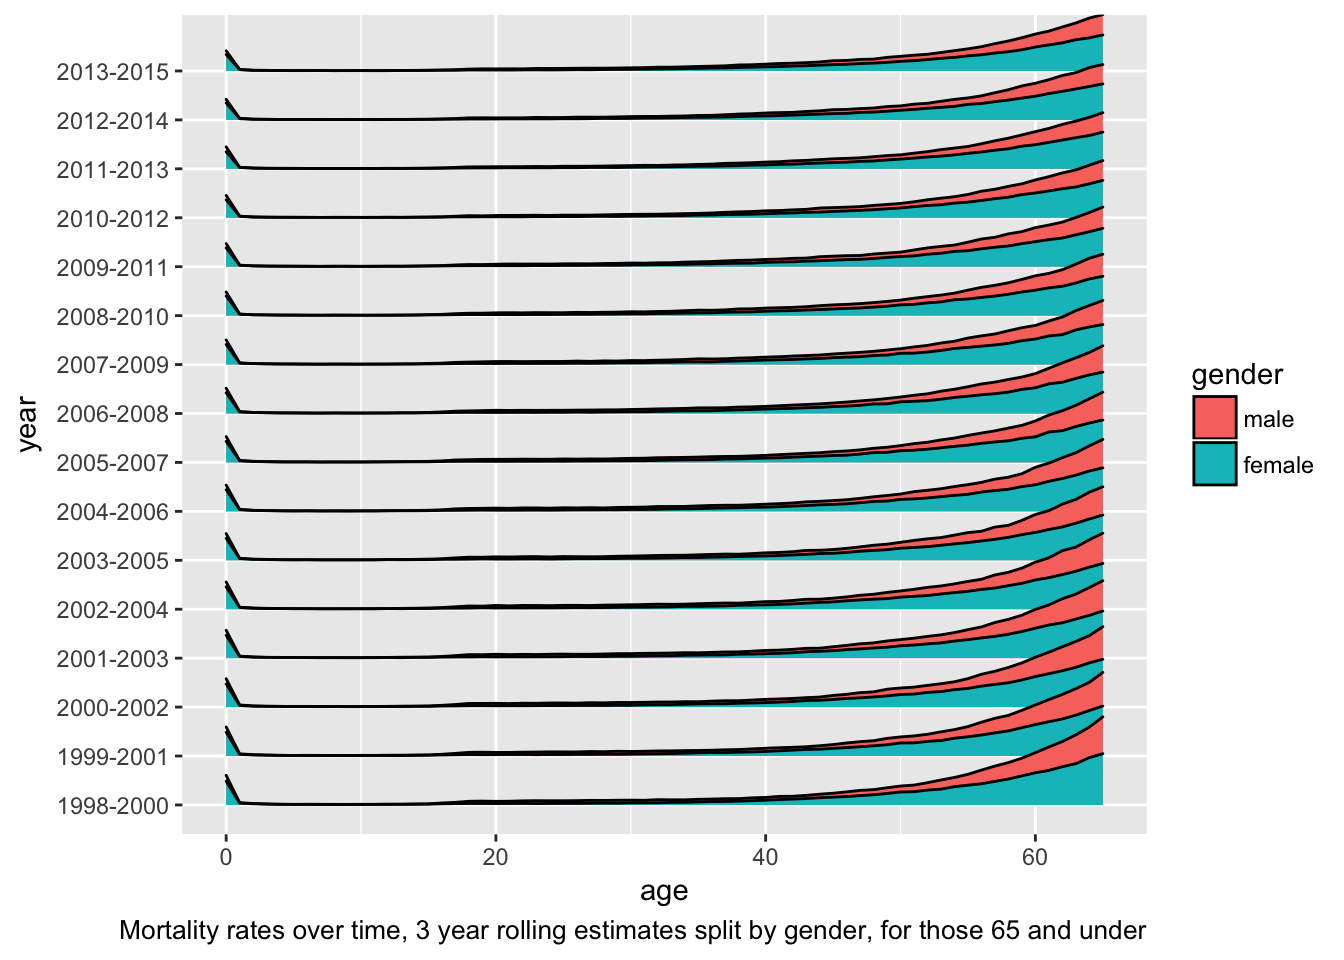 2013-2015
2012-2014
2011-2013
2010-2012
2009-2011
2008-2010
2007-2009
2006-2008
2005-2007
2004-2006
2003-2005
2002-2004
2001-2003
2000-2002
1999-2001
1998-2000
year
0 20 40 60
age
Mortality rates over time, 3 year rolling estimates split by gender, for those 65 and under
gender
male
female